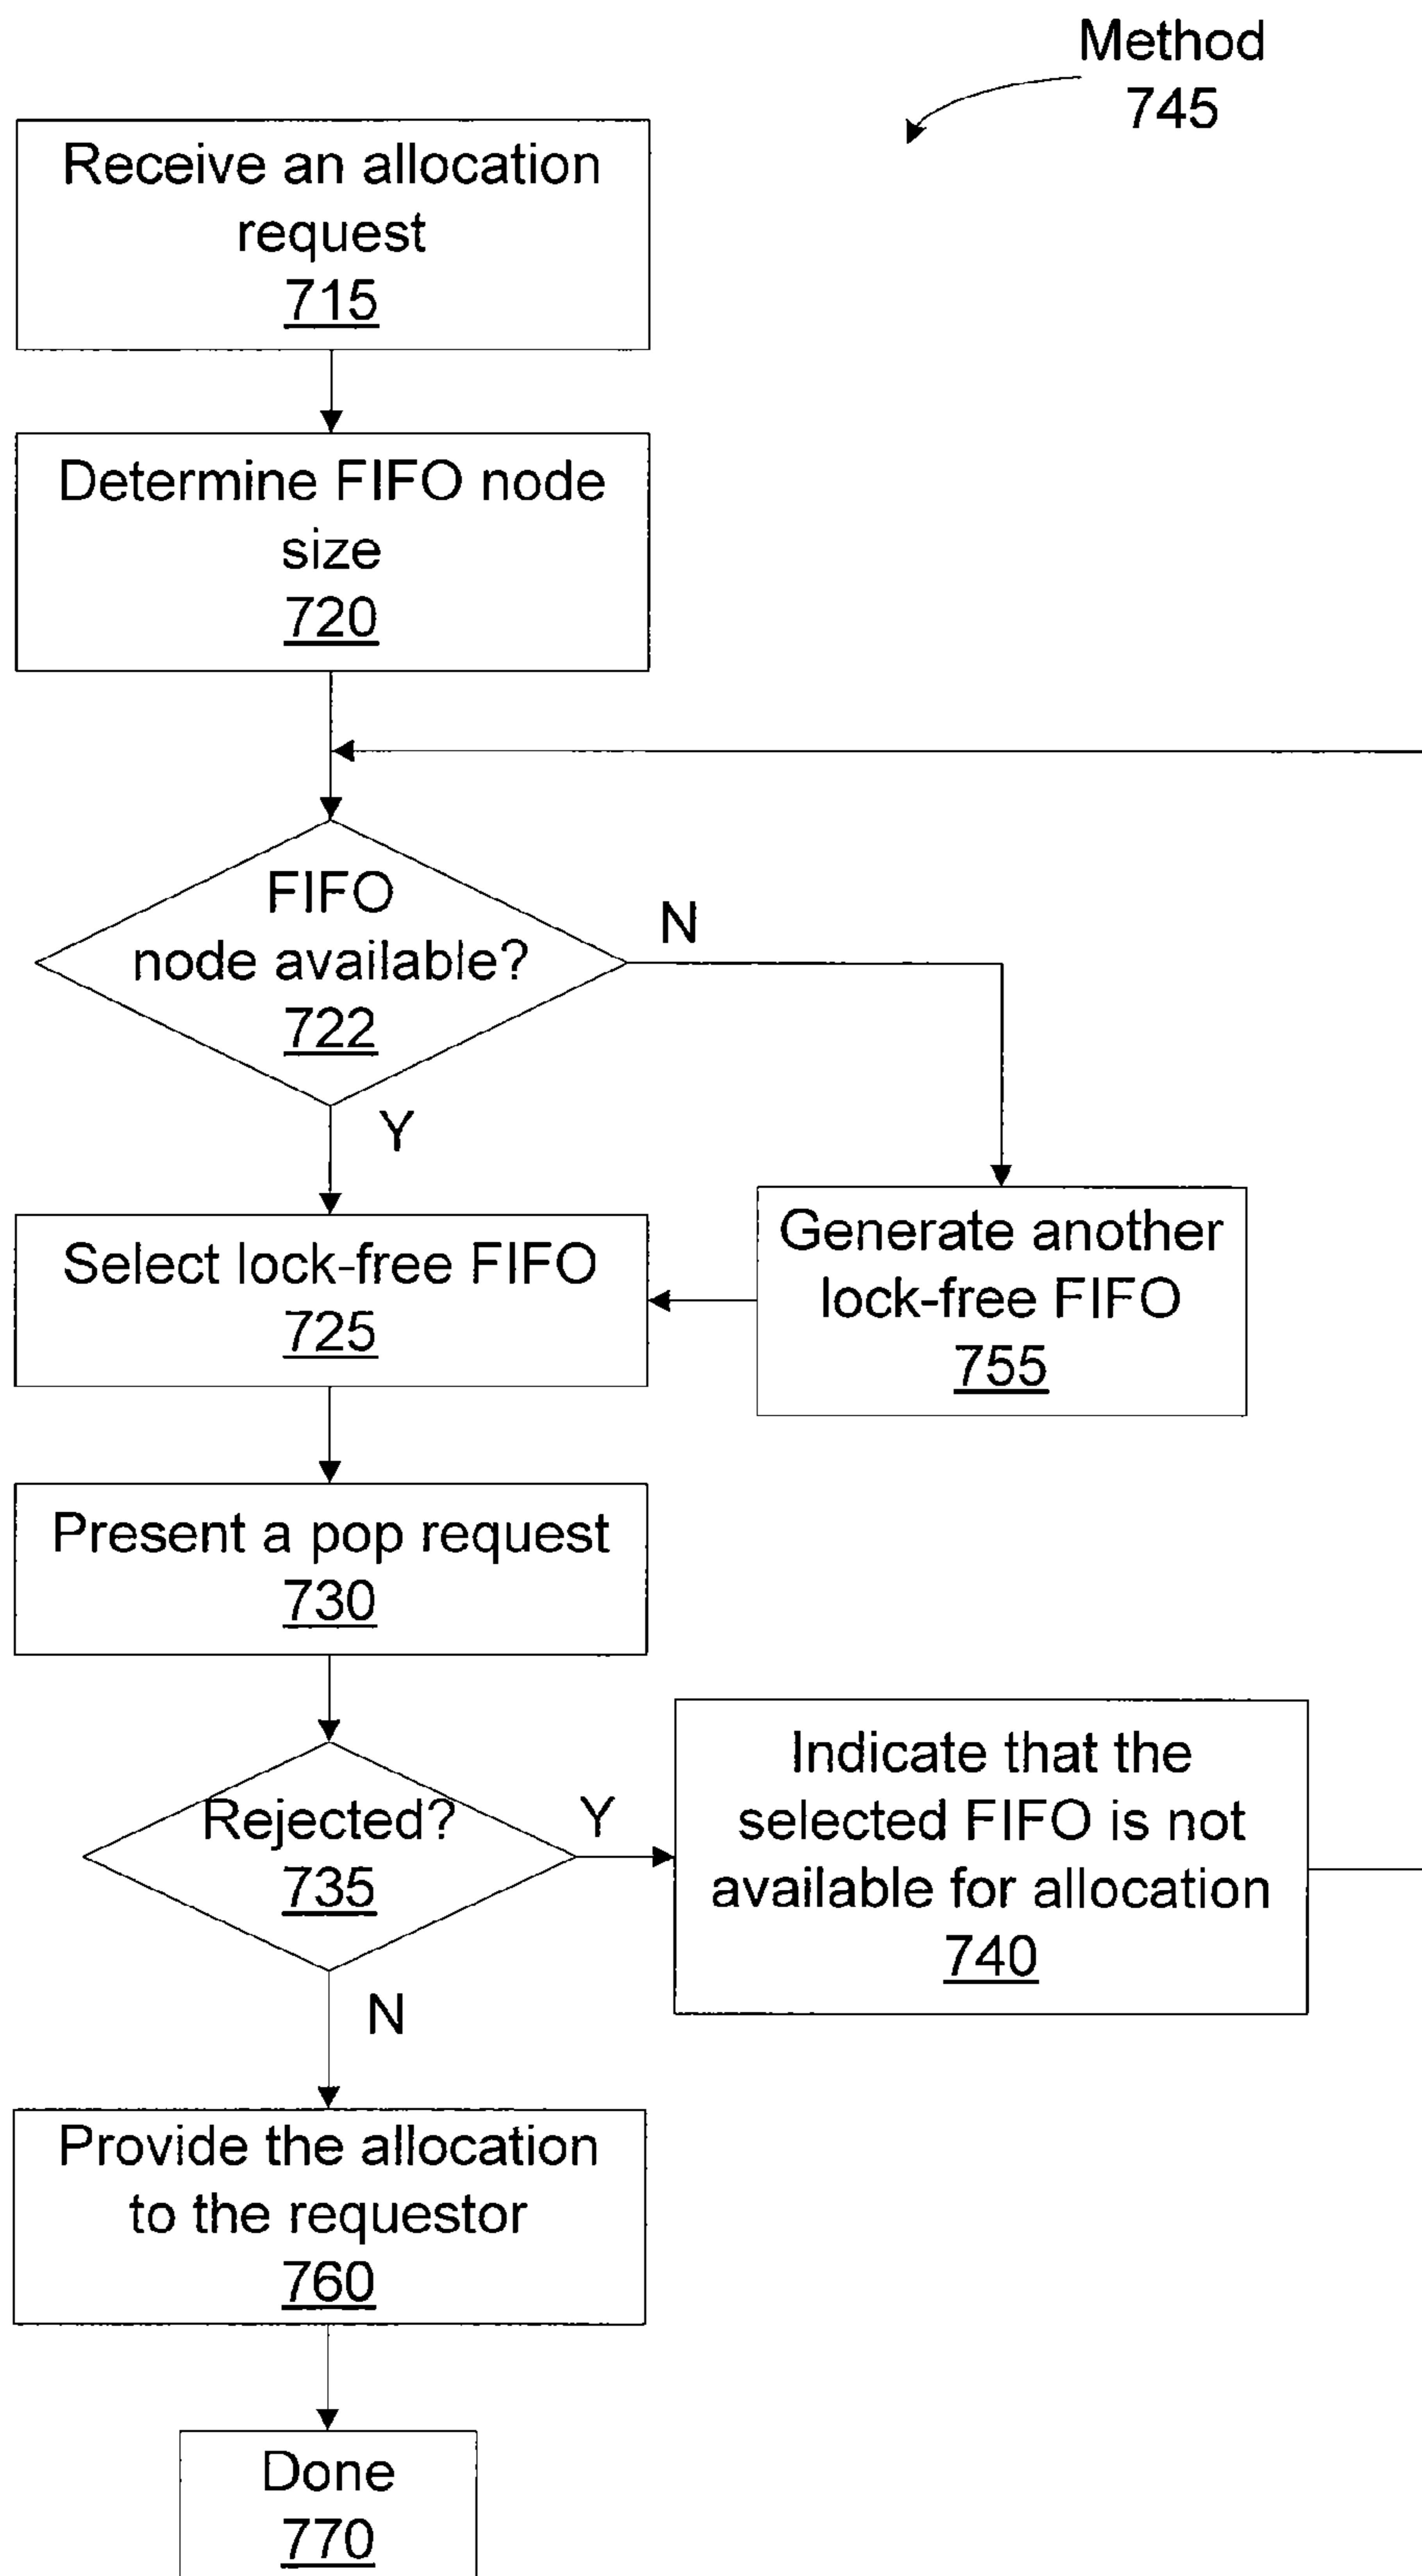 Method
745
Receive an allocation
request
715
Determine FIFO node
size
720
FIFO
node available?
722
N
Y
Select lock-free FIFO
725
Generate another
lock-free FIFO
755
Present a pop request
730
Rejected?
735
Y
Indicate that the
selected FIFO is not
available for allocation
740
N
Provide the allocation
to the requestor
760
Done
770